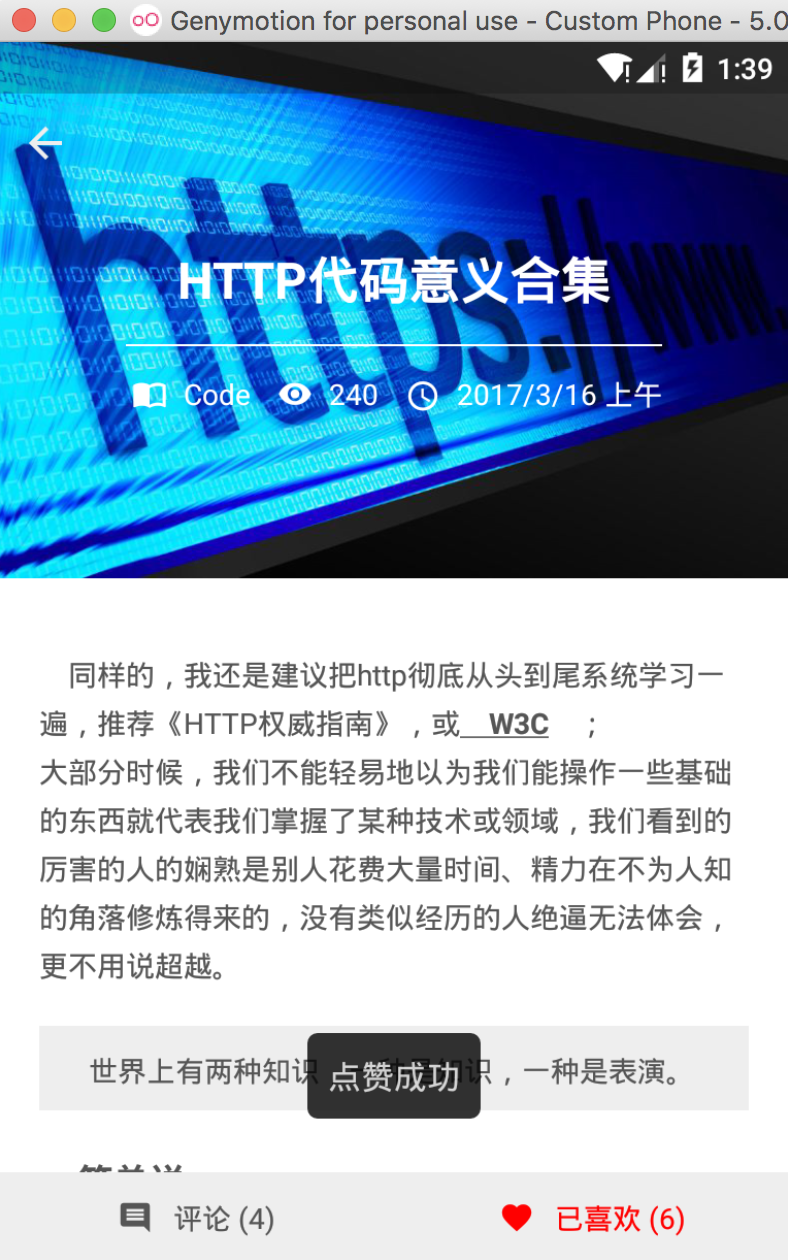 Genymotion for personal use - Custom Phone - 5.0
1:39
https://www.
HTTP代码意义合集
Code 240 2017/3/16 上午
同样的，我还是建议把http彻底从头到尾系统学习一
遍，推荐《HTTP权威指南》，或 W3C ；
大部分时候，我们不能轻易地以为我们能操作一些基础
的东西就代表我们掌握了某种技术或领域，我们看到的
厉害的人的娴熟是别人花费大量时间、精力在不为人知
的角落修炼得来的，没有类似经历的人绝逼无法体会，
更不用说超越。
世界上有两种知识，一种是知识，一种是表演。
点赞成功
简单说
评论 (4) 已喜欢 (6)